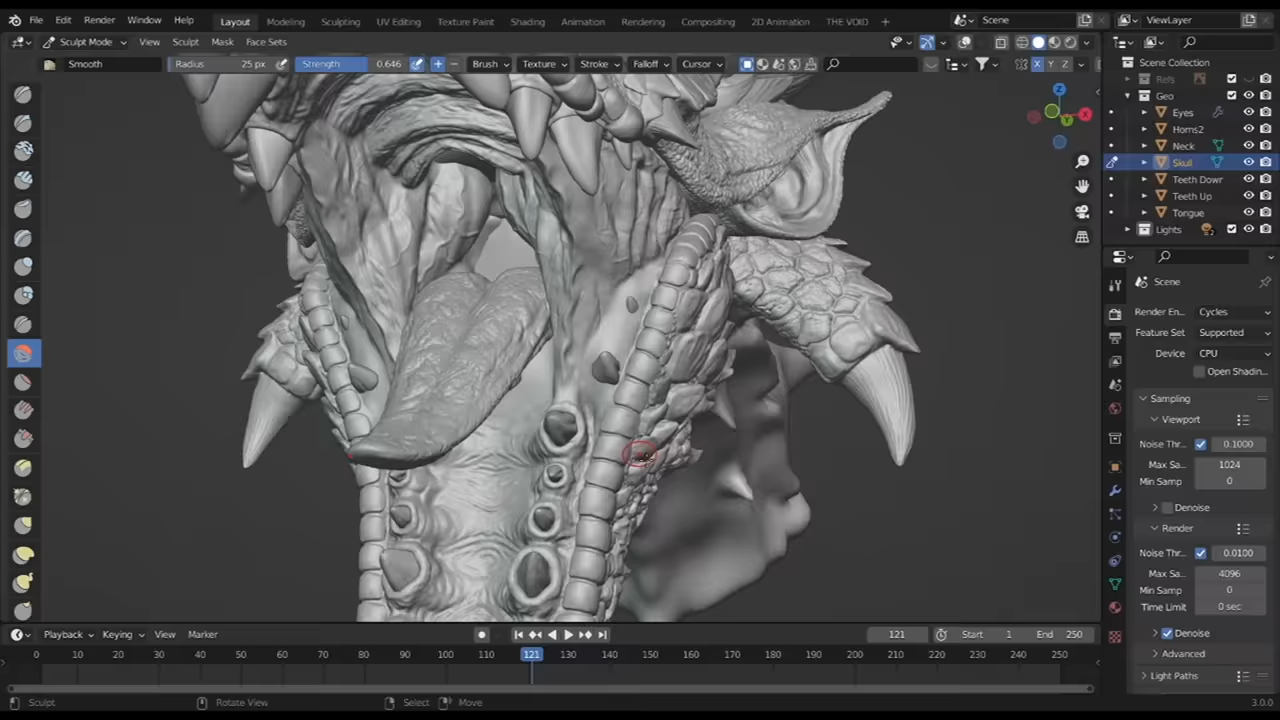 File Edit Render Window Help Layout Modeling Sculpting UV Editing Texture Paint Shading Animation Rendering Compositing 2D Animation THE VOID + Scene ViewLayer
Sculpt Mode View Sculpt Mask Face Sets
Smooth Radius 25 px Strength 0.646 Brush Texture Stroke Falloff Cursor X Y Z
Z
X
Y
Scene Collection
Refs
Geo
Eyes
Horns2
Neck
Skull
Teeth Dowr
Teeth Up
Tongue
Lights 2
Scene
Render En... Cycles
Feature Set Supported
Device CPU
Open Shadin...
Sampling
Viewport
Noise Thr... 0.1000
Max Sa... 1024
Min Samp 0
Denoise
Render
Noise Thr... 0.0100
Max Sa... 4096
Min Samp 0
Time Limit 0 sec
Denoise
Advanced
Light Paths
Playback Keying View Marker 121 Start 1 End 250
0 10 20 30 40 50 60 70 80 90 100 110 121 130 140 150 160 170 180 190 200 210 220 230 240 250
Sculpt Rotate View Select Move 3.0.0